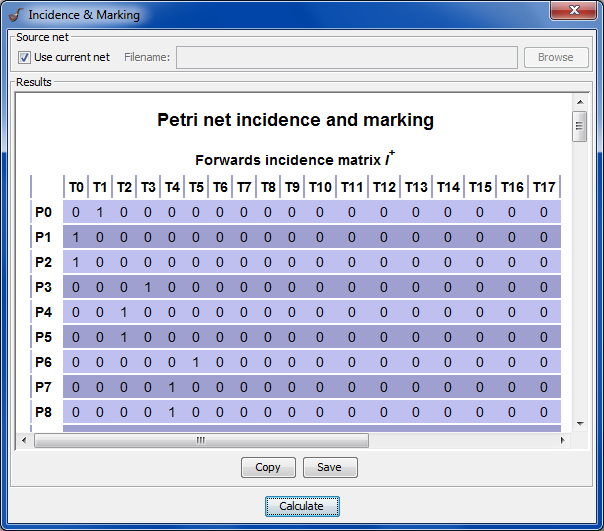 Incidence & Marking
Source net
Use current net Filename: Browse
Results
Petri net incidence and marking
Forwards incidence matrix I+
T0 T1 T2 T3 T4 T5 T6 T7 T8 T9 T10 T11 T12 T13 T14 T15 T16 T17
P0 0 1 0 0 0 0 0 0 0 0 0 0 0 0 0 0 0 0
P1 1 0 0 0 0 0 0 0 0 0 0 0 0 0 0 0 0 0
P2 1 0 0 0 0 0 0 0 0 0 0 0 0 0 0 0 0 0
P3 0 0 0 1 0 0 0 0 0 0 0 0 0 0 0 0 0 0
P4 0 0 1 0 0 0 0 0 0 0 0 0 0 0 0 0 0 0
P5 0 0 1 0 0 0 0 0 0 0 0 0 0 0 0 0 0 0
P6 0 0 0 0 0 1 0 0 0 0 0 0 0 0 0 0 0 0
P7 0 0 0 0 1 0 0 0 0 0 0 0 0 0 0 0 0 0
P8 0 0 0 0 1 0 0 0 0 0 0 0 0 0 0 0 0 0
Copy Save
Calculate